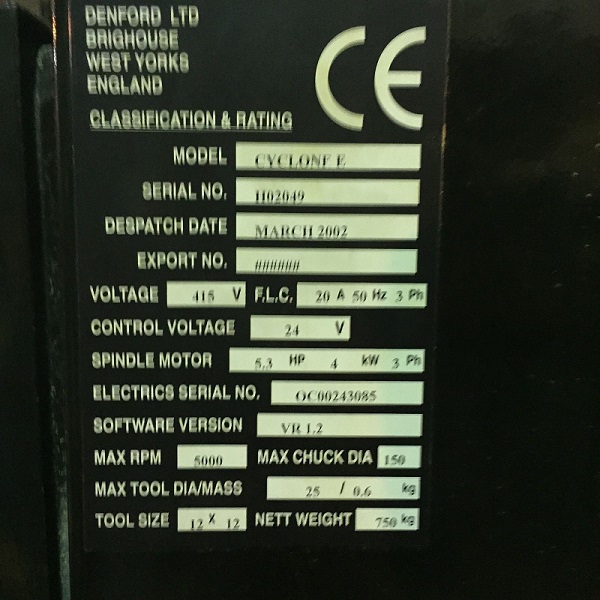 DENFORD LTD
BRIGHOUSE
WEST YORKS
ENGLAND
CE
CLASSIFICATION & RATING
MODEL CYCLONE E
SERIAL NO. H02049
DESPATCH DATE MARCH 2002
EXPORT NO. ######
VOLTAGE 415 V F.L.C. 20 A 50 Hz 3 Ph
CONTROL VOLTAGE 24 V
SPINDLE MOTOR 5.3 HP 4 kW 3 Ph
ELECTRICS SERIAL NO. OC00243085
SOFTWARE VERSION VR 1.2
MAX RPM 5000 MAX CHUCK DIA 150
MAX TOOL DIA/MASS 25 / 0.6 kg
TOOL SIZE 12 X 12 NETT WEIGHT 750 kg